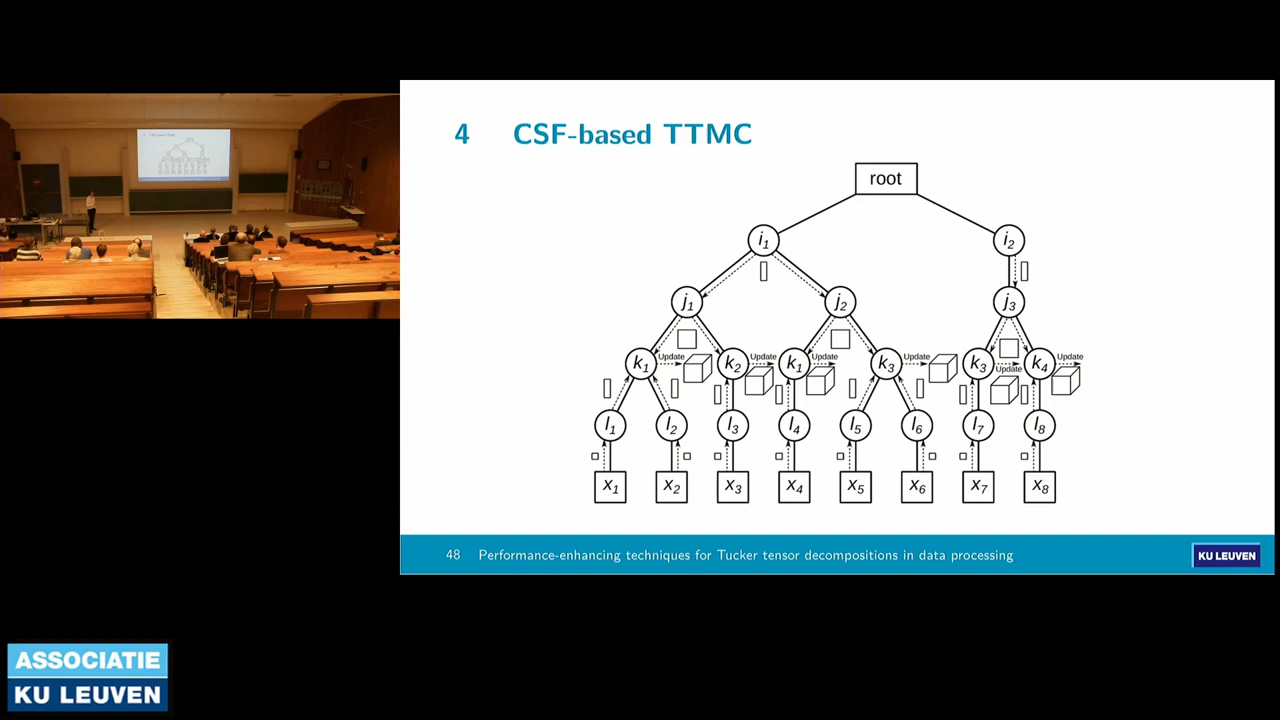 4 CSF-based TTMC
root
i1 i2
j1 j2 j3
k1 Update k2 Update k1 Update k3 Update k3 Update k4 Update
l1 l2 l3 l4 l5 l6 l7 l8
x1 x2 x3 x4 x5 x6 x7 x8
48 Performance-enhancing techniques for Tucker tensor decompositions in data processing
KU LEUVEN
ASSOCIATIE
KU LEUVEN